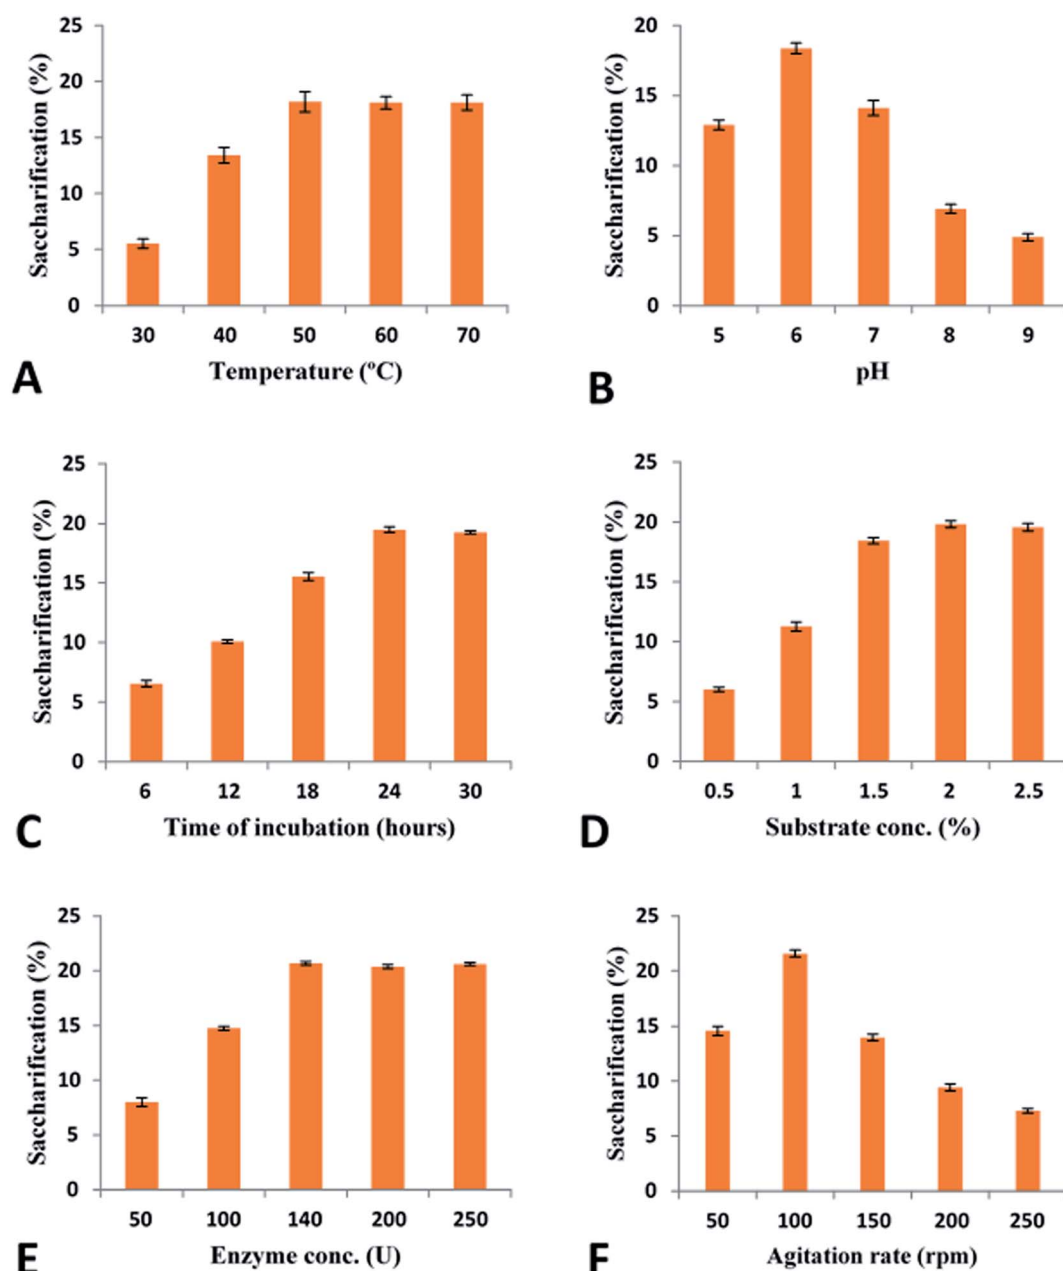 Saccharification (%)
25
20
15
10
5
0
30 40 50 60 70
Temperature (ºC)
A
Saccharification (%)
20
15
10
5
0
5 6 7 8 9
pH
B
Saccharification (%)
25
20
15
10
5
0
6 12 18 24 30
Time of incubation (hours)
C
Saccharification (%)
25
20
15
10
5
0
0.5 1 1.5 2 2.5
Substrate conc. (%)
D
Saccharification (%)
25
20
15
10
5
0
50 100 140 200 250
Enzyme conc. (U)
E
Saccharification (%)
25
20
15
10
5
0
50 100 150 200 250
Agitation rate (rpm)
F